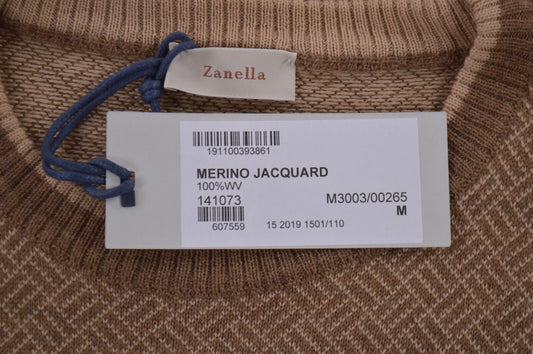 Zanella
191100393861
MERINO JACQUARD
100%WV
141073 M3003/00265
M
607559 15 2019 1501/110